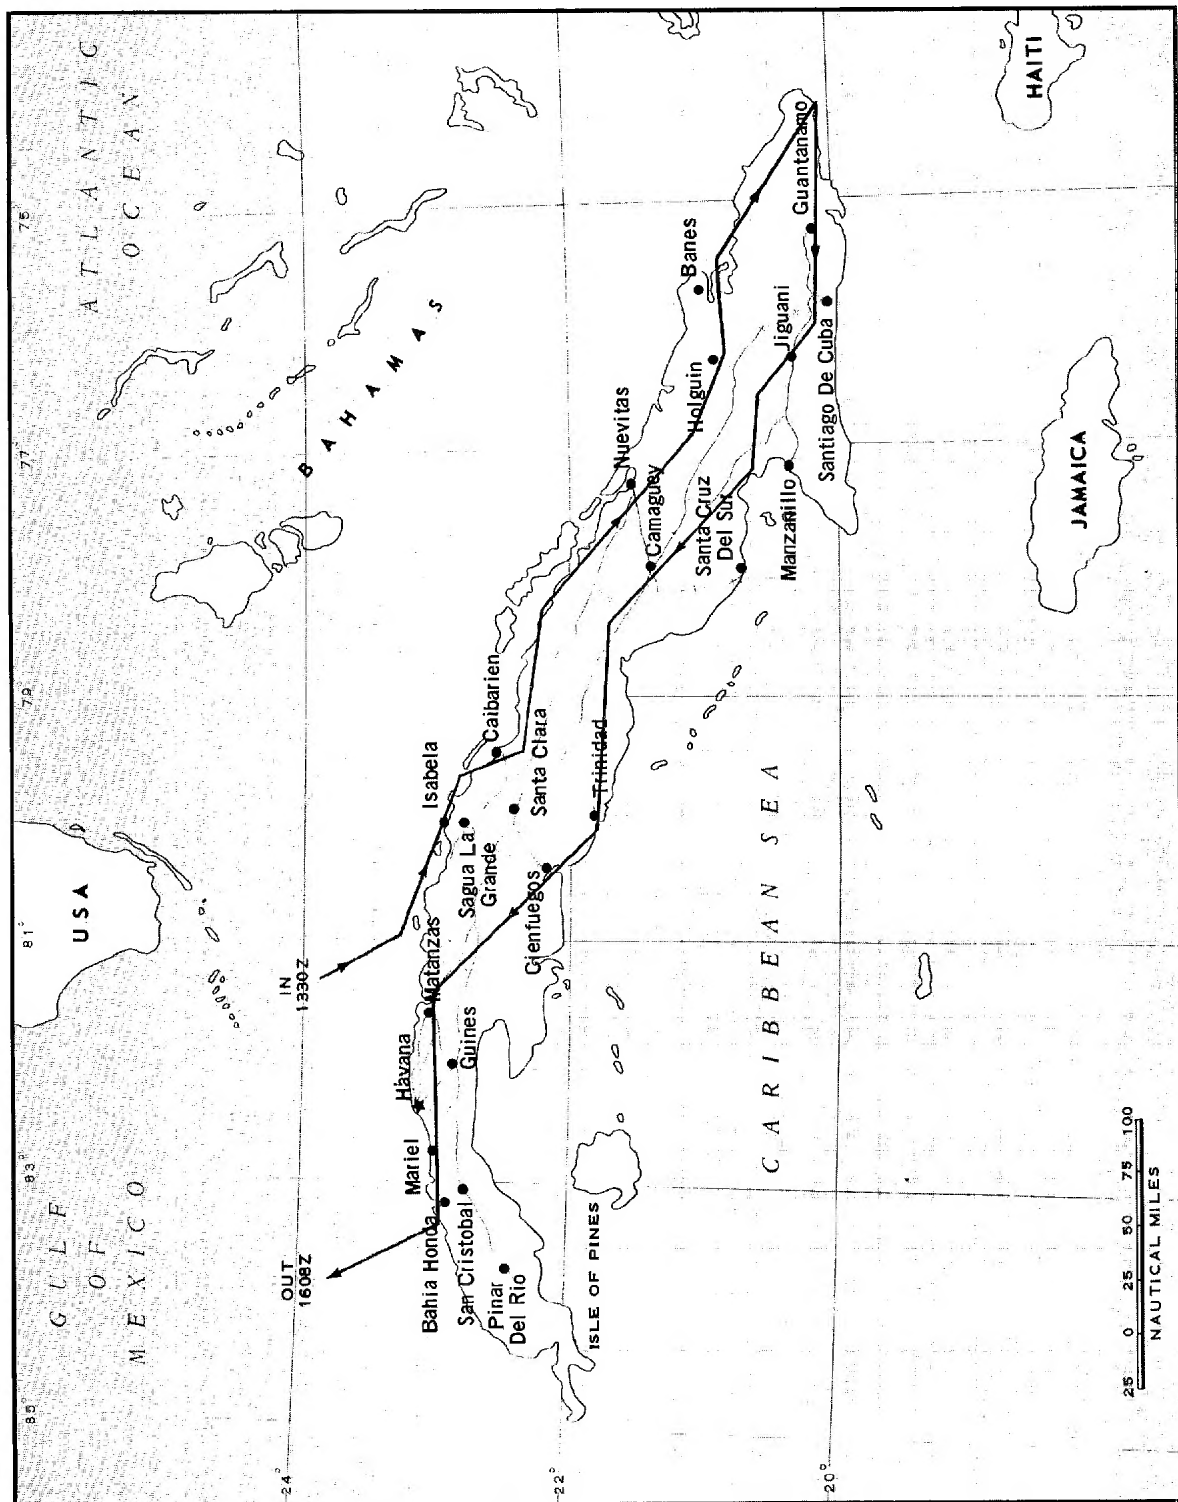 ATLANTIC
OCEAN
GULF
OF
MEXICO
85°
83°
81°
79
77
75
24°
22°
20°
USA
BAHAMAS
HAITI
JAMAICA
CARIBBEAN SEA
ISLE OF PINES
IN
1330Z
OUT
1608Z
Bahia Honda
San Cristobal
Pinar
Del Rio
Mariel
Havana
Guines
Matanzas
Cienfuegos
Sagua La
Grande
Isabela
Santa Clara
Caibarien
Trinidad
Camaguey
Nuevitas
Santa Cruz
Del Sur
Manzanillo
Holguin
Banes
Jiguani
Santiago De Cuba
Guantanamo
25 0 25 50 75 100
NAUTICAL MILES